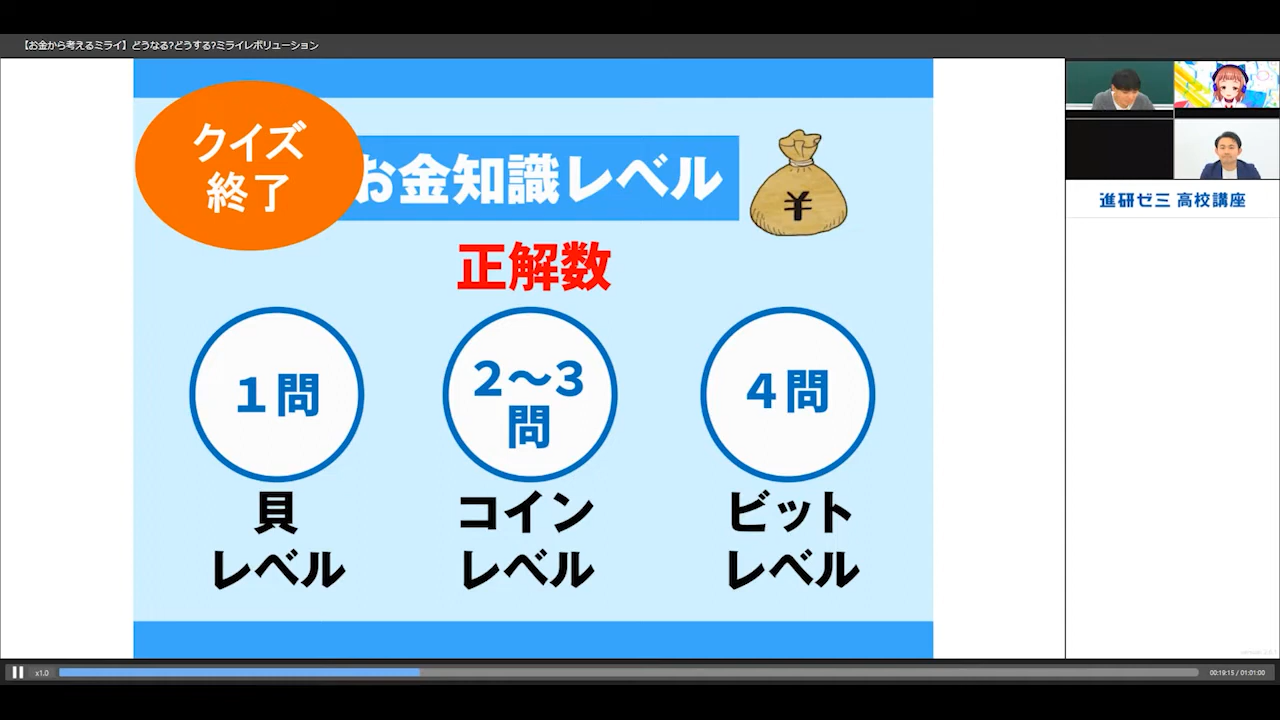 【お金から考えるミライ】どうなる?どうする?ミライレボリューション
クイズ
終了
お金知識レベル
¥
正解数
1問
2～3
問
4問
貝
レベル
コイン
レベル
ビット
レベル
進研ゼミ 高校講座
x1.0
00:19:15 / 01:01:00